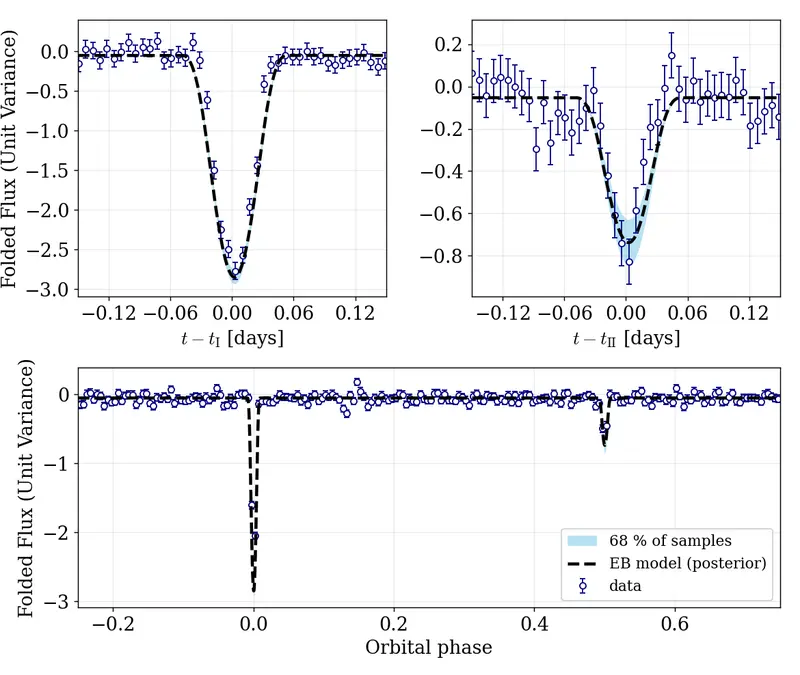 Folded Flux (Unit Variance)
0.0
−0.5
−1.0
−1.5
−2.0
−2.5
−3.0
−0.12 −0.06 0.00 0.06 0.12
t − tI [days]
0.2
0.0
−0.2
−0.4
−0.6
−0.8
−0.12 −0.06 0.00 0.06 0.12
t − tII [days]
Folded Flux (Unit Variance)
0
−1
−2
−3
−0.2 0.0 0.2 0.4 0.6
Orbital phase
68 % of samples
EB model (posterior)
data